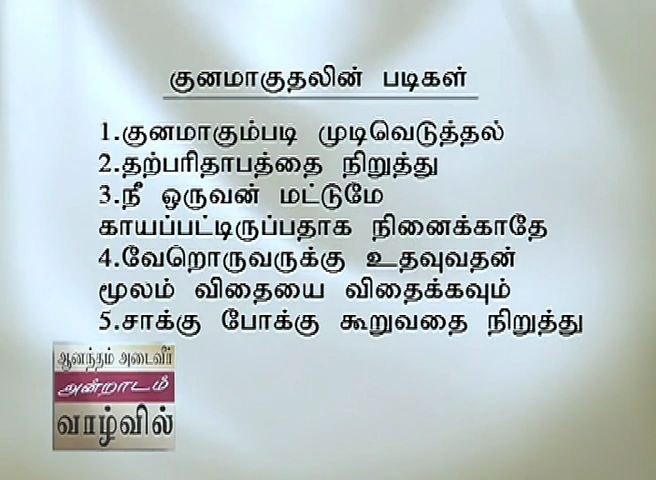 குனமாகுதலின் படிகள்
1.குனமாகும்படி முடிவெடுத்தல்
2.தற்பரிதாபத்தை நிறுத்து
3.நீ ஒருவன் மட்டுமே
காயப்பட்டிருப்பதாக நினைக்காதே
4.வேறொருவருக்கு உதவுவதன்
மூலம் விதையை விதைக்கவும்
5.சாக்கு போக்கு கூறுவதை நிறுத்து
ஆனந்தம் அடைவீர்
அன்றாடம்
வாழ்வில்